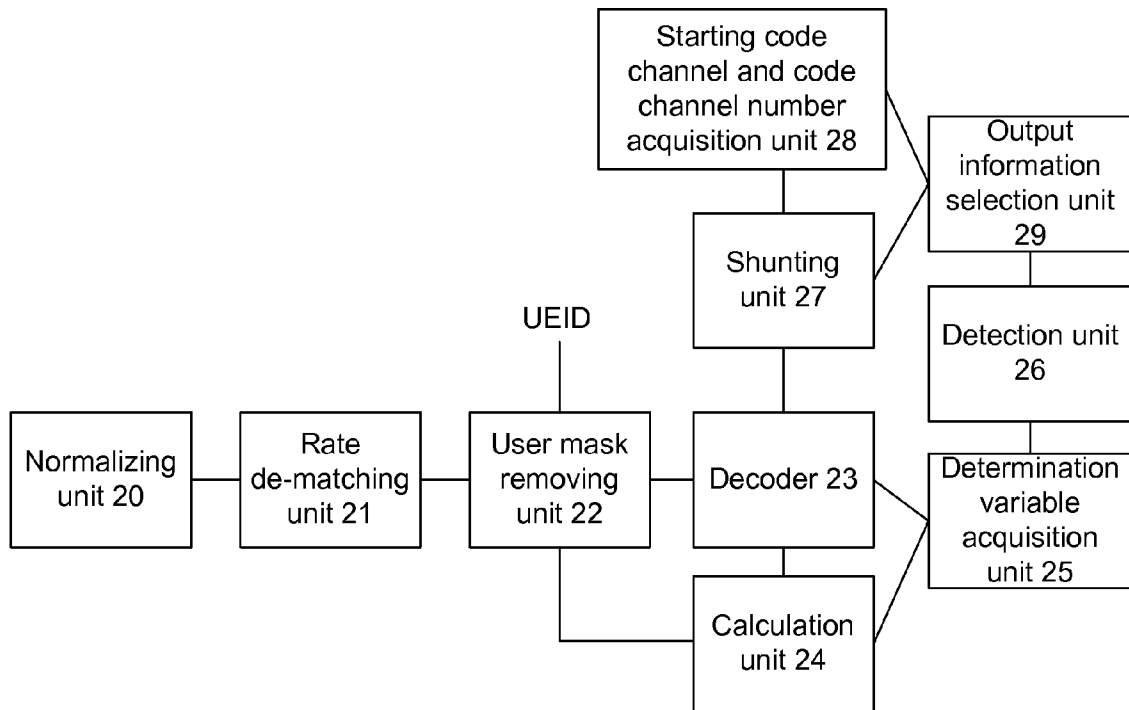 Starting code
channel and code
channel number
acquisition unit 28
Output
information
selection unit
29
Shunting
unit 27
UEID
Detection unit
26
Normalizing
unit 20
Rate
de-matching
unit 21
User mask
removing
unit 22
Decoder 23
Determination
variable
acquisition
unit 25
Calculation
unit 24